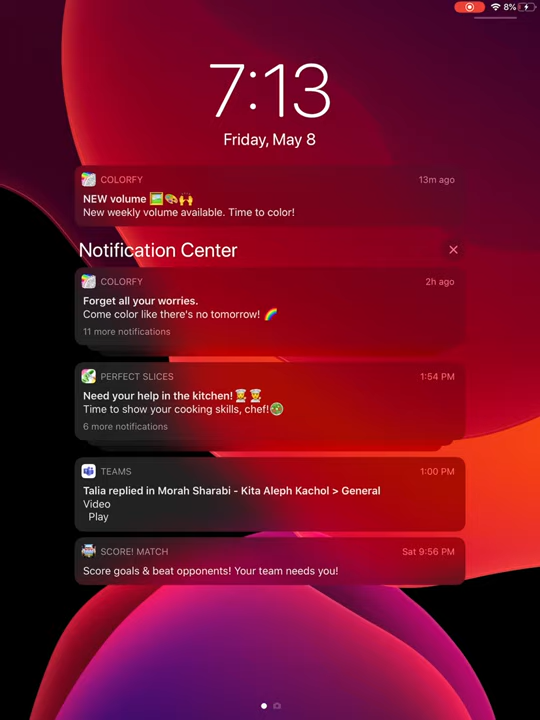 8%
7:13
Friday, May 8
COLORFY 13m ago
NEW volume 🖼️🎨🙌
New weekly volume available. Time to color!
Notification Center
COLORFY 2h ago
Forget all your worries.
Come color like there's no tomorrow! 🌈
11 more notifications
PERFECT SLICES 1:54 PM
Need your help in the kitchen! 👨‍🍳 👨‍🍳
Time to show your cooking skills, chef! 🥗
6 more notifications
TEAMS 1:00 PM
Talia replied in Morah Sharabi - Kita Aleph Kachol > General
Video
Play
SCORE! MATCH Sat 9:56 PM
Score goals & beat opponents! Your team needs you!